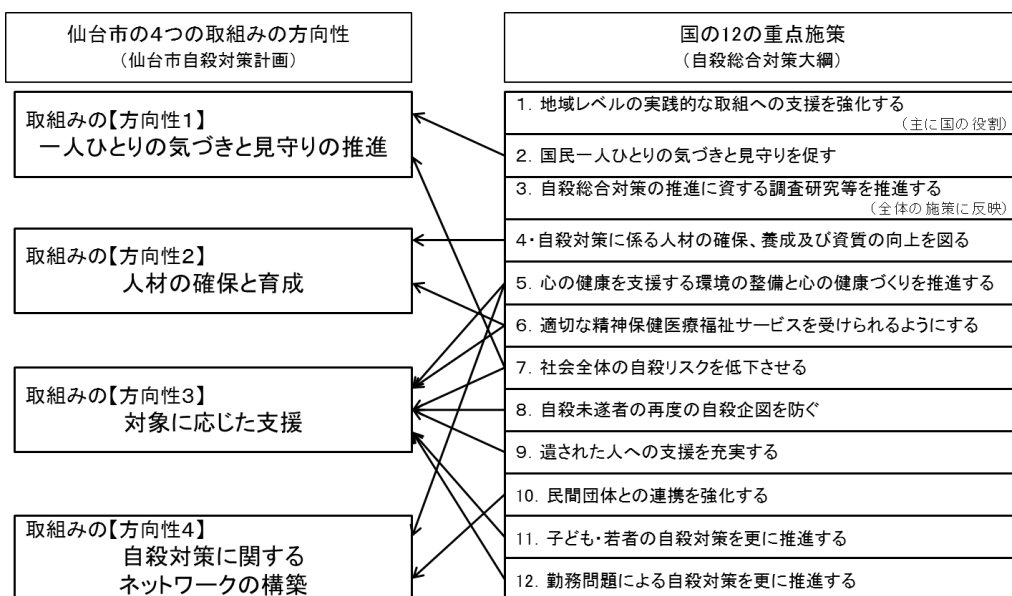 仙台市の4つの取組みの方向性
（仙台市自殺対策計画）
取組みの【方向性1】
一人ひとりの気づきと見守りの推進
取組みの【方向性2】
人材の確保と育成
取組みの【方向性3】
対象に応じた支援
取組みの【方向性4】
自殺対策に関する
ネットワークの構築
国の12の重点施策
（自殺総合対策大綱）
1．地域レベルの実践的な取組への支援を強化する
（主に国の役割）
2．国民一人ひとりの気づきと見守りを促す
3．自殺総合対策の推進に資する調査研究等を推進する
（全体の施策に反映）
4・自殺対策に係る人材の確保、養成及び資質の向上を図る
5．心の健康を支援する環境の整備と心の健康づくりを推進する
6．適切な精神保健医療福祉サービスを受けられるようにする
7．社会全体の自殺リスクを低下させる
8．自殺未遂者の再度の自殺企図を防ぐ
9．遺された人への支援を充実する
10．民間団体との連携を強化する
11．子ども・若者の自殺対策を更に推進する
12．勤務問題による自殺対策を更に推進する